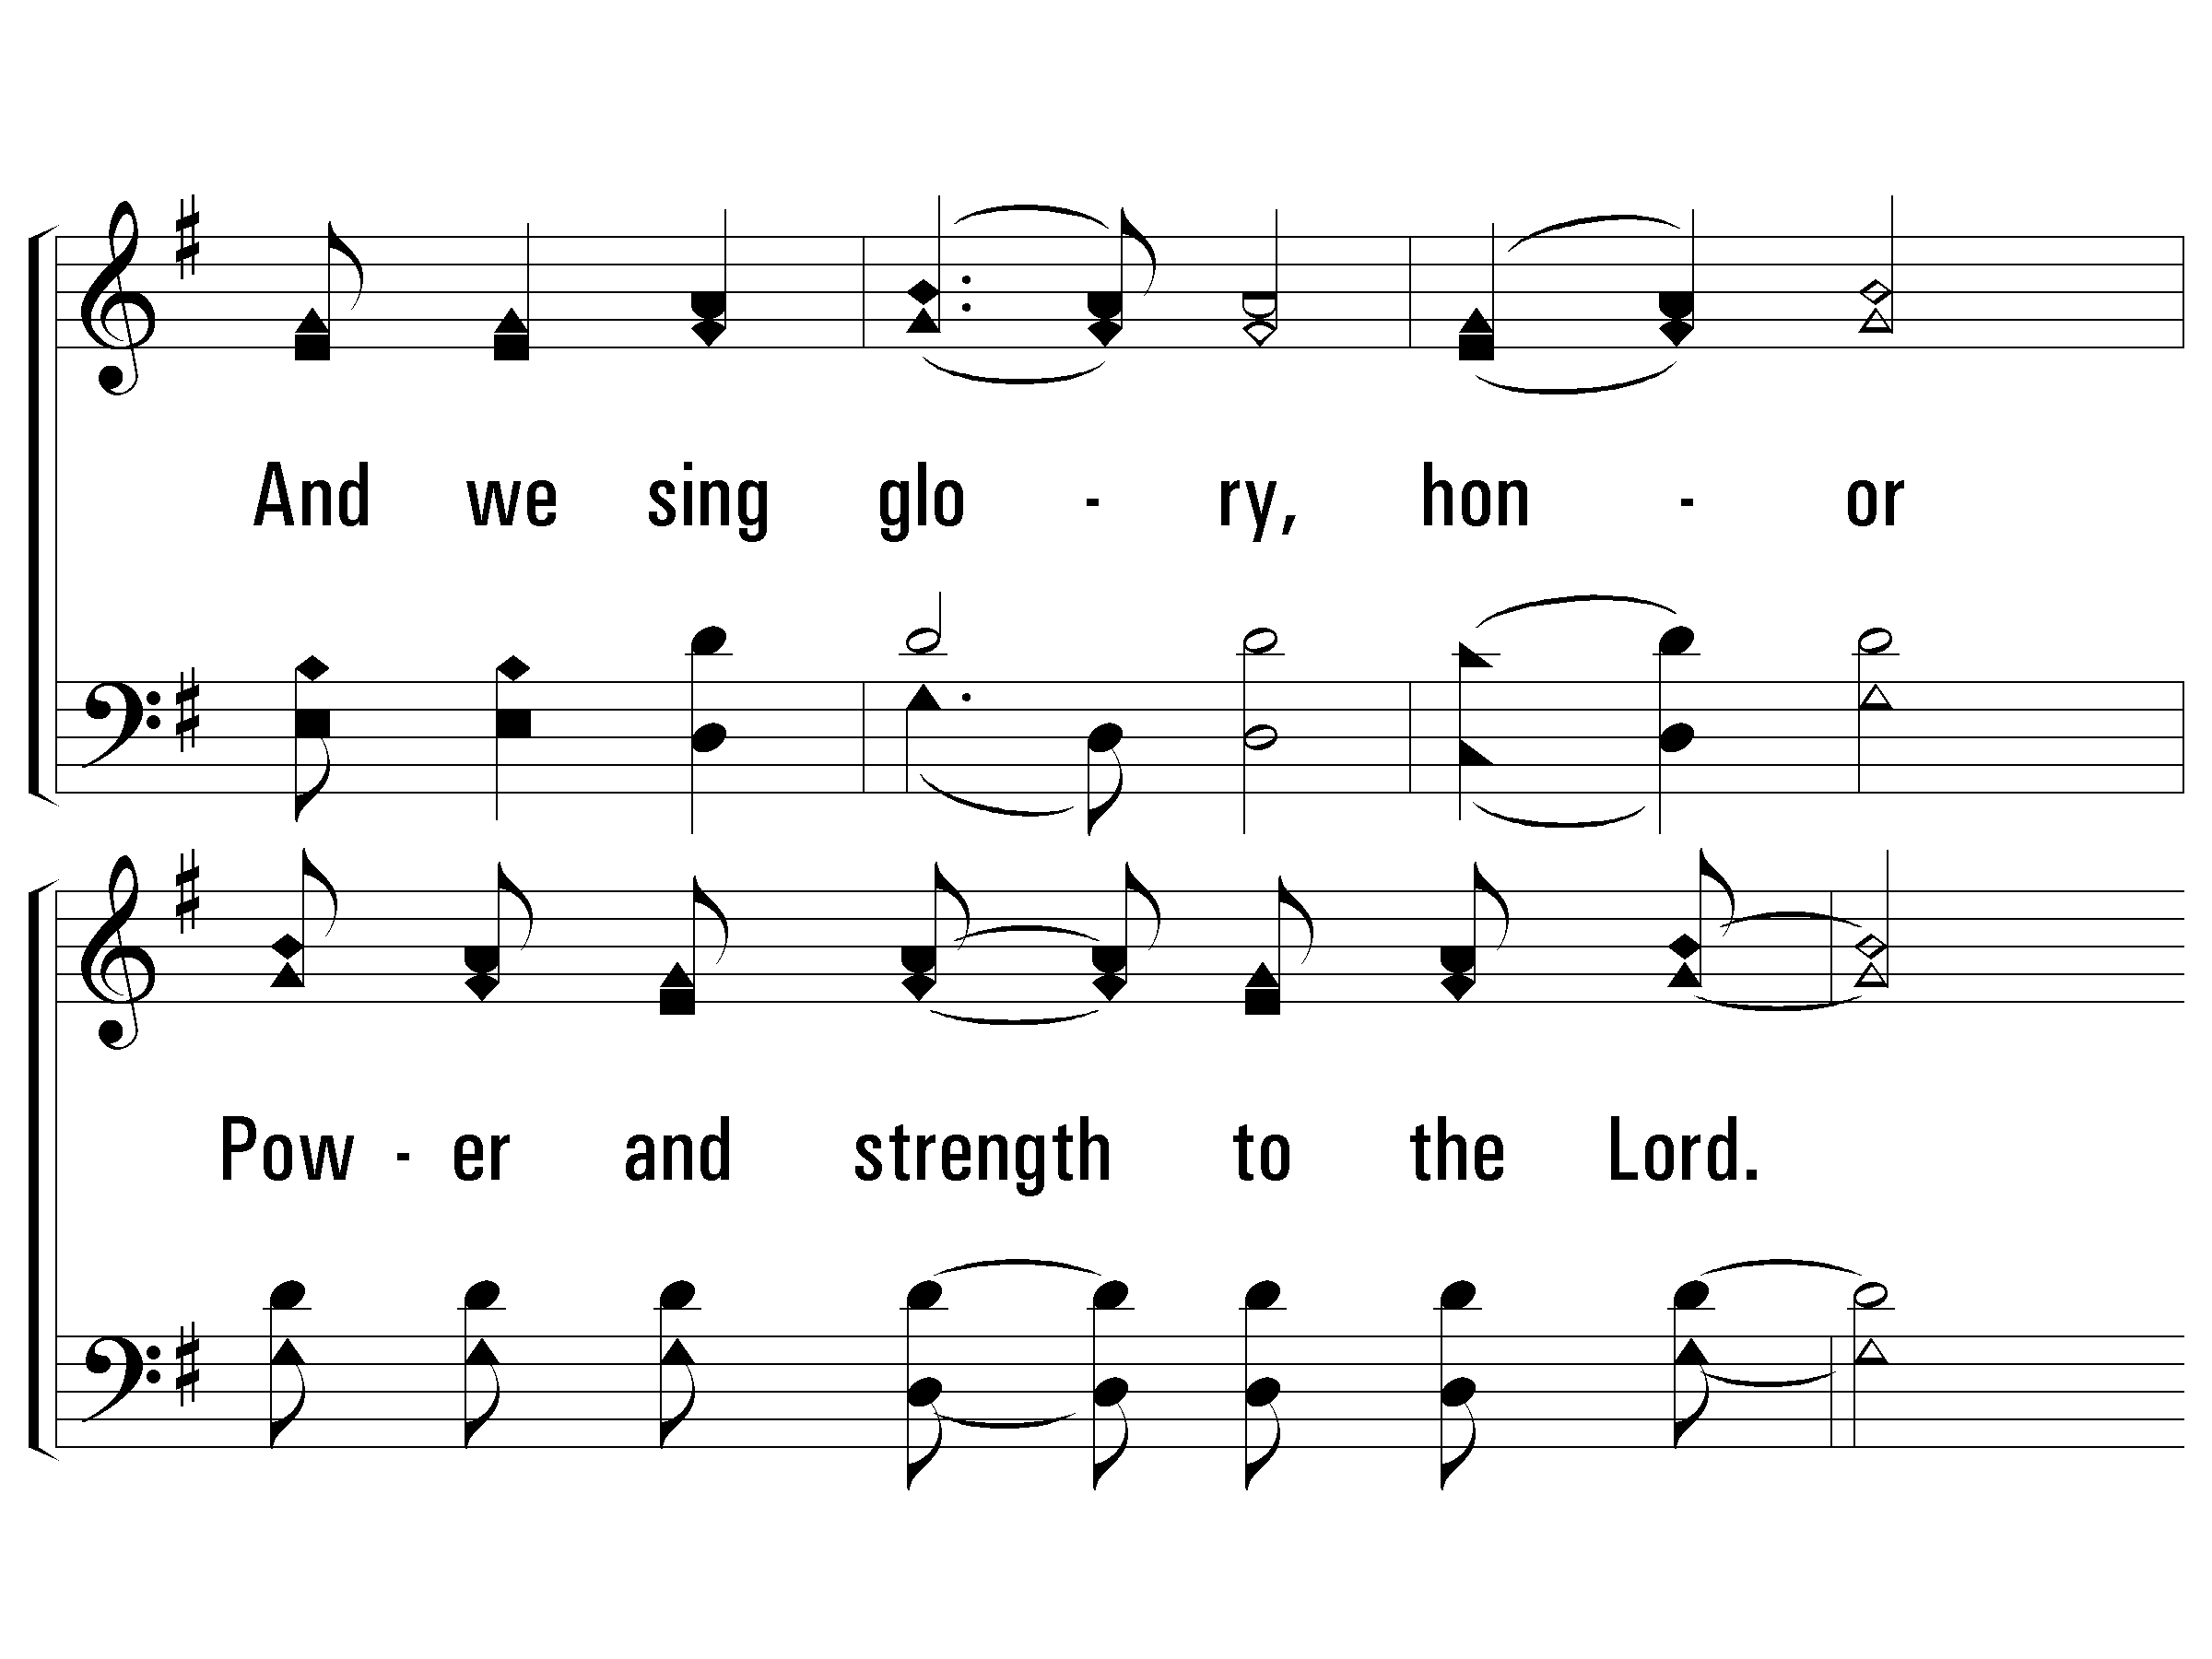 And we sing glo - ry, hon - or
Pow - er and strength to the Lord.